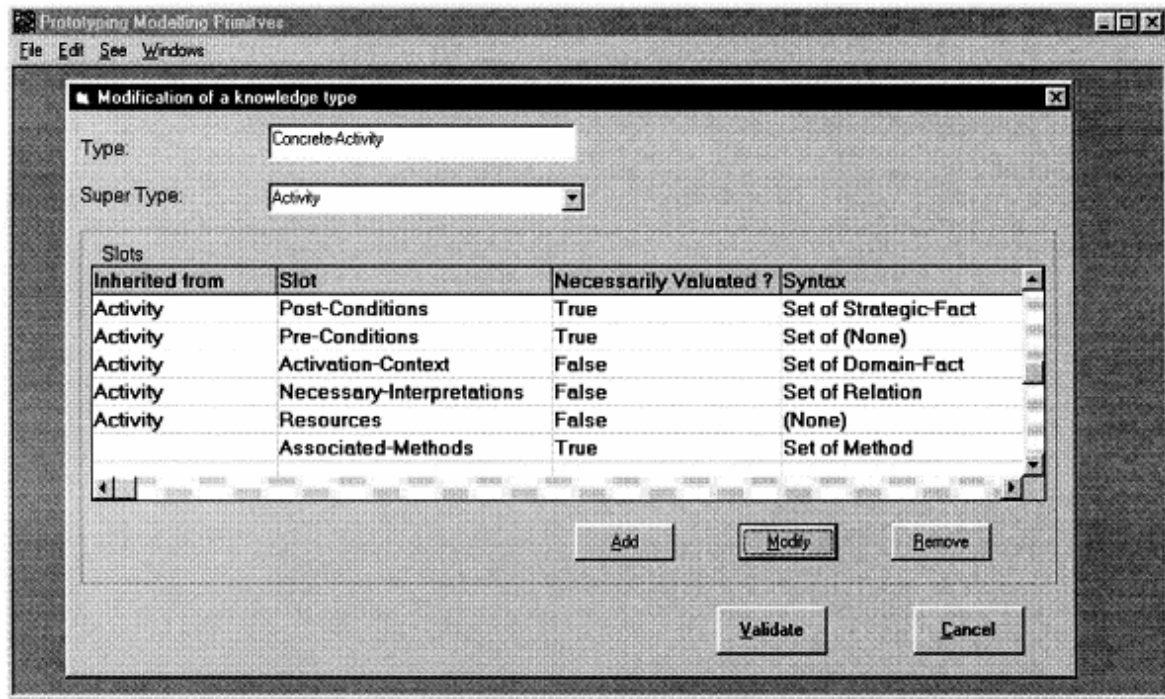 Prototyping Modelling Primitves
File Edit See Windows
Modification of a knowledge type
Type: Concrete-Activity
Super Type: Activity
Slots
Inherited from Slot Necessarily Valuated ? Syntax
Activity Post-Conditions True Set of Strategic-Fact
Activity Pre-Conditions True Set of (None)
Activity Activation-Context False Set of Domain-Fact
Activity Necessary-Interpretations False Set of Relation
Activity Resources False (None)
Associated-Methods True Set of Method
Add Modify Remove
Validate Cancel